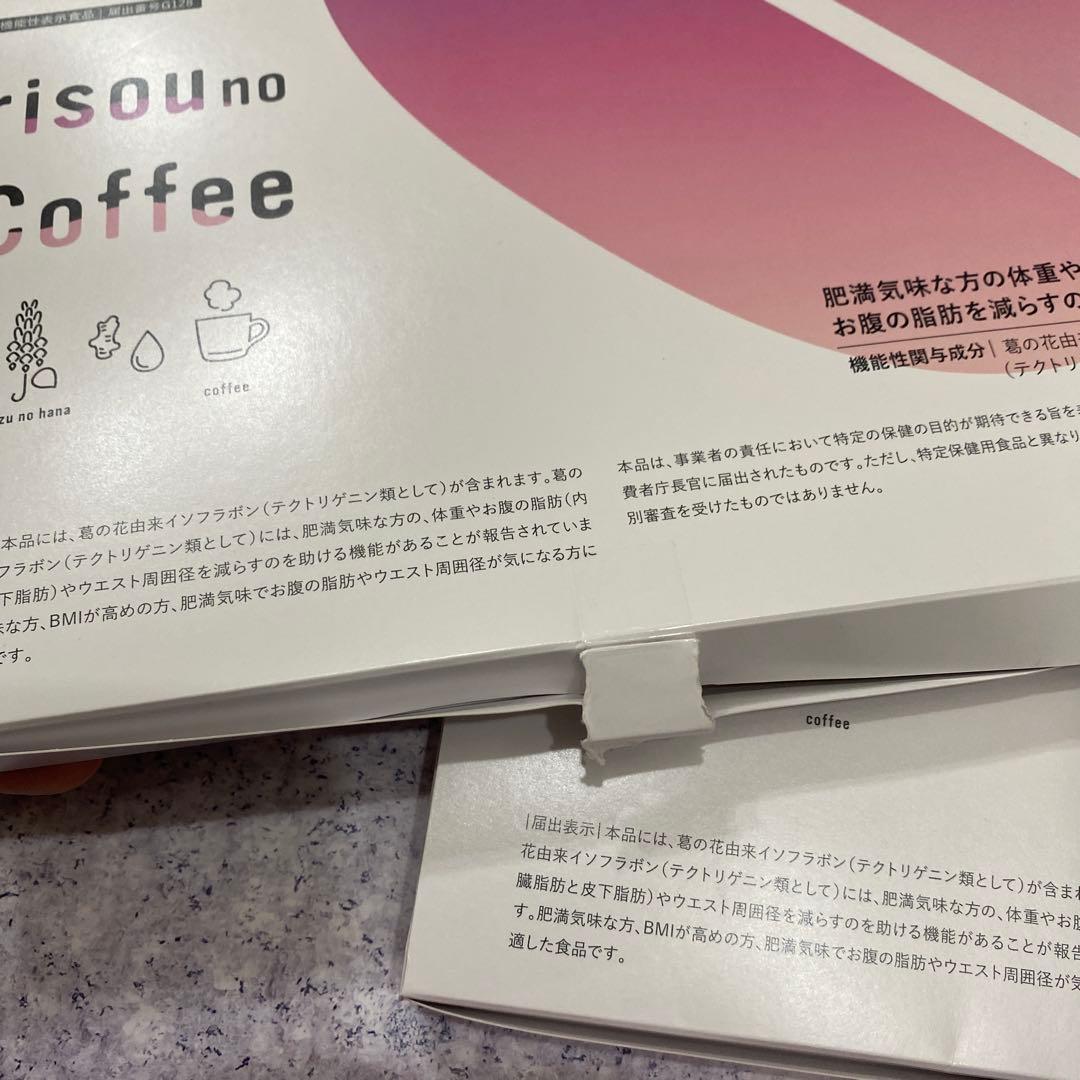 機能性表示食品|届出番号G128
risou no
Coffee
zu no hana
coffee
肥満気味な方の体重や
お腹の脂肪を減らすの
機能性関与成分|葛の花由来
(テクトリ
本品には、葛の花由来イソフラボン(テクトリゲニン類として)が含まれます。葛の
フラボン(テクトリゲニン類として)には、肥満気味な方の、体重やお腹の脂肪(内
下脂肪)やウエスト周囲径を減らすのを助ける機能があることが報告されていま
な方、BMIが高めの方、肥満気味でお腹の脂肪やウエスト周囲径が気になる方に
です。
本品は、事業者の責任において特定の保健の目的が期待できる旨を
費者庁長官に届出されたものです。ただし、特定保健用食品と異なり
別審査を受けたものではありません。
coffee
|届出表示|本品には、葛の花由来イソフラボン(テクトリゲニン類として)が含まれ
花由来イソフラボン(テクトリゲニン類として)には、肥満気味な方の、体重やお腹
臓脂肪と皮下脂肪)やウエスト周囲径を減らすのを助ける機能があることが報告
す。肥満気味な方、BMIが高めの方、肥満気味でお腹の脂肪やウエスト周囲径が気
適した食品です。